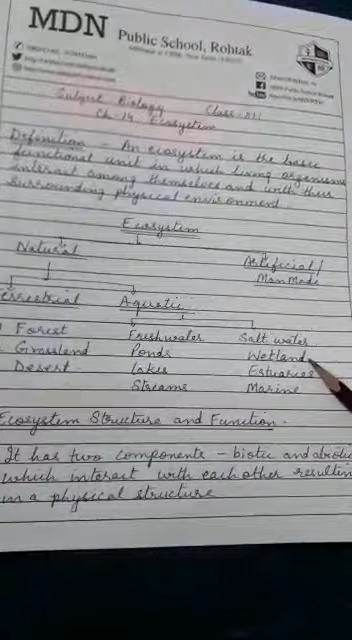 MDN Public School, Rohtak
Subject Biology Class-XII
Ch-14 Ecosystem
Defenition - An ecosystem is the basic
functional unit in which living organisms
interact among themselves and with their
surrounding physical environment.
Ecosystem
Natural Artificial/
Man Made
Terrestrial Aquatic
Forest Freshwater Salt water
Grassland Ponds Wetland
Desert Lakes Estuaries
Streams Marine
Ecosystem Structure and Function.
It has two components - biotic and abiotic
which interact with each other resulting
in a physical structure